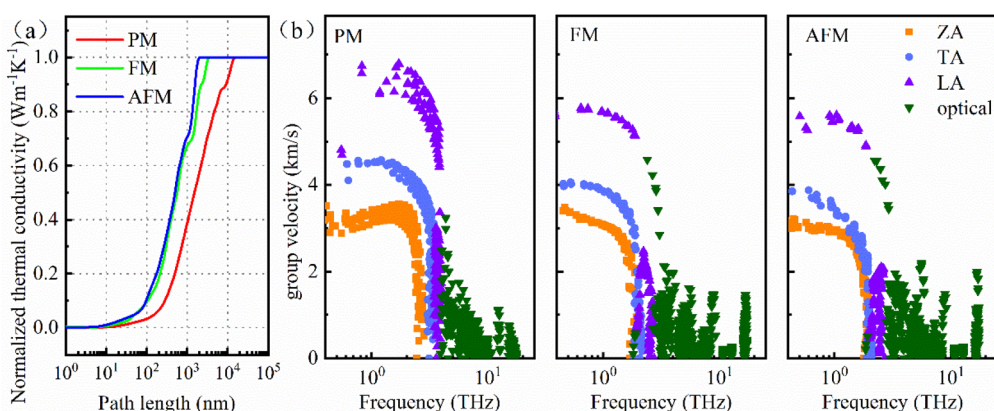 (a)
PM
FM
AFM
Normalized thermal conductivity (Wm⁻¹K⁻¹)
1.0
0.8
0.6
0.4
0.2
0.0
10⁰ 10¹ 10² 10³ 10⁴ 10⁵
Path length (nm)
(b)
PM
group velocity (km/s)
6
4
2
0
10⁰ 10¹
Frequency (THz)
FM
10⁰ 10¹
Frequency (THz)
AFM
10⁰ 10¹
Frequency (THz)
ZA
TA
LA
optical